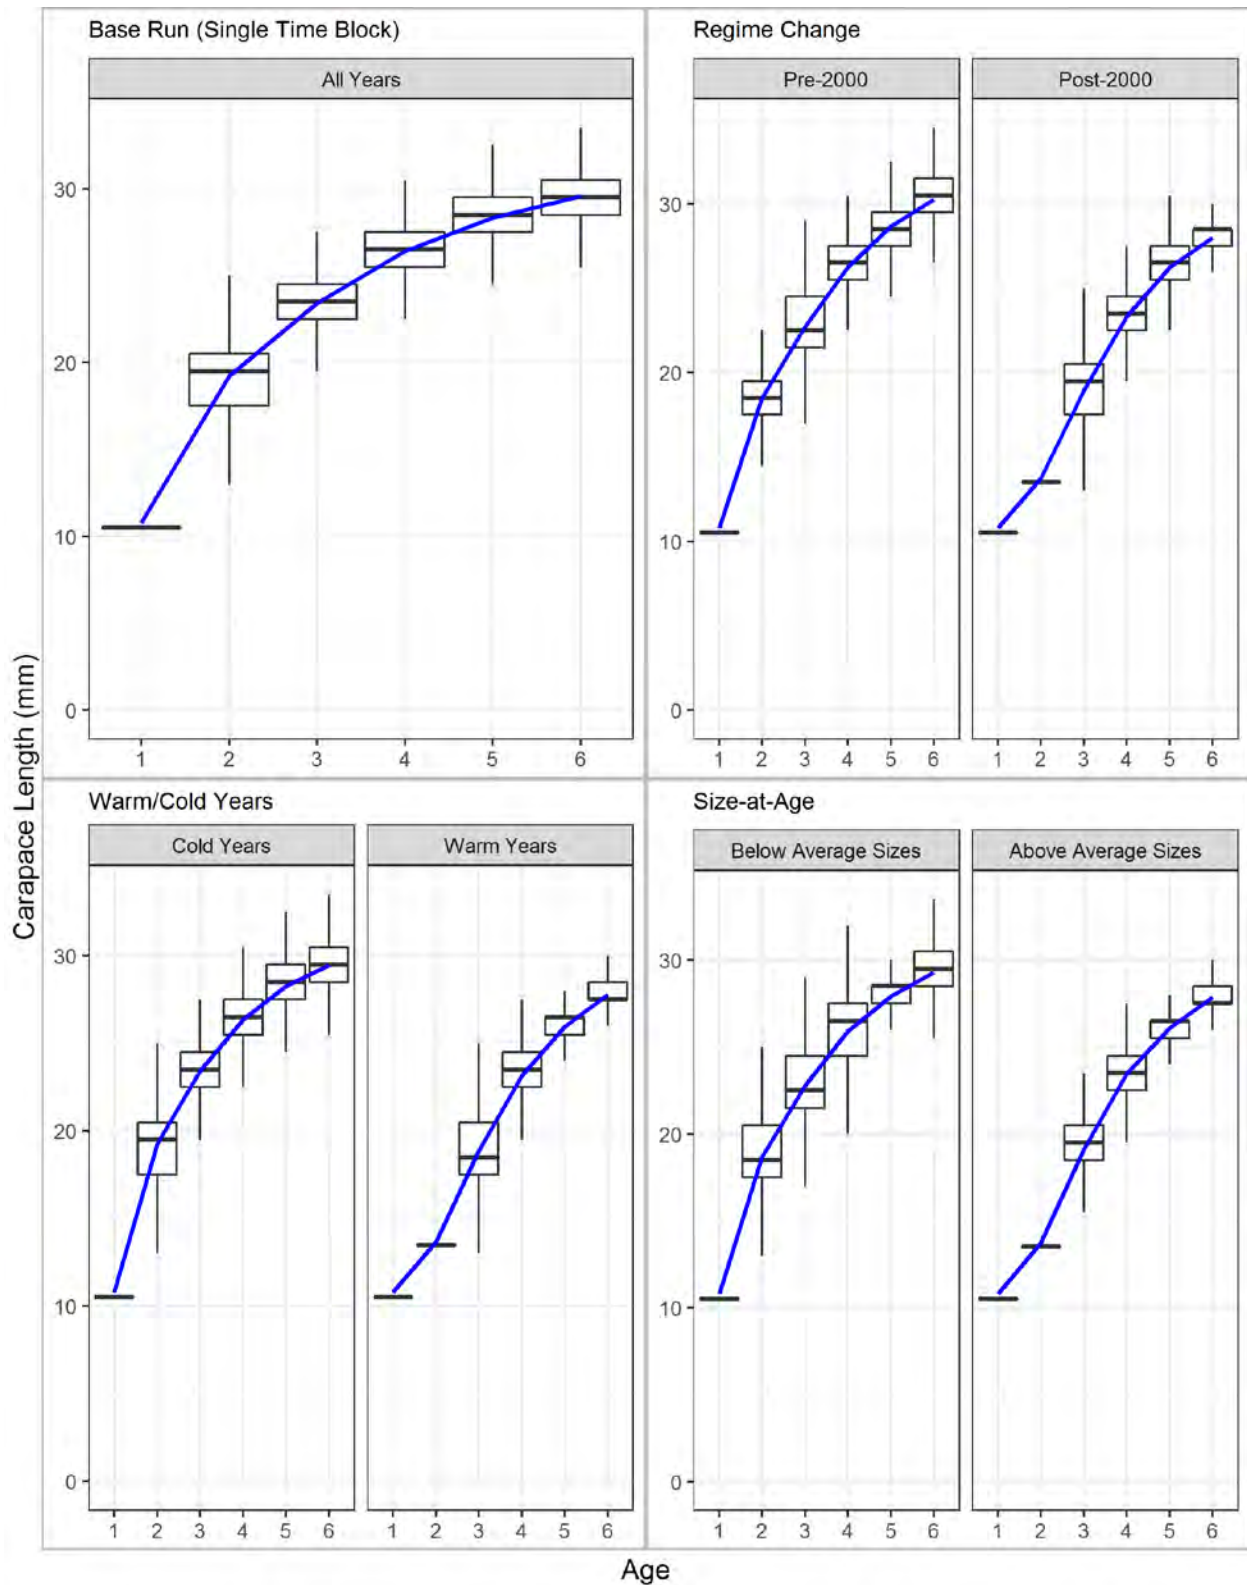 Base Run (Single Time Block)
All Years
30
20
10
0
1 2 3 4 5 6
Regime Change
Pre-2000
Post-2000
30
20
10
0
1 2 3 4 5 6
1 2 3 4 5 6
Carapace Length (mm)
Warm/Cold Years
Cold Years
Warm Years
30
20
10
0
1 2 3 4 5 6
1 2 3 4 5 6
Size-at-Age
Below Average Sizes
Above Average Sizes
30
20
10
0
1 2 3 4 5 6
1 2 3 4 5 6
Age